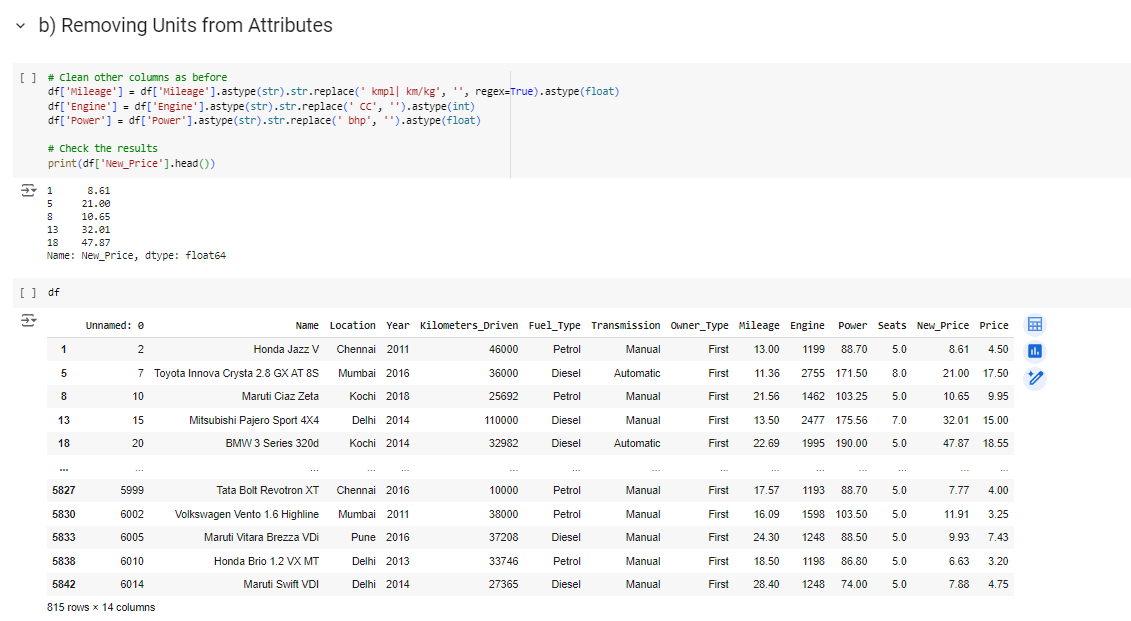 b) Removing Units from Attributes
[ ] # Clean other columns as before
df['Mileage'] = df['Mileage'].astype(str).str.replace(' kmpl| km/kg', '', regex=True).astype(float)
df['Engine'] = df['Engine'].astype(str).str.replace(' CC', '').astype(int)
df['Power'] = df['Power'].astype(str).str.replace(' bhp', '').astype(float)
# Check the results
print(df['New_Price'].head())
1 8.61
5 21.00
8 10.65
13 32.01
18 47.87
Name: New_Price, dtype: float64
[ ] df
Unnamed: 0 Name Location Year Kilometers_Driven Fuel_Type Transmission Owner_Type Mileage Engine Power Seats New_Price Price
1 2 Honda Jazz V Chennai 2011 46000 Petrol Manual First 13.00 1199 88.70 5.0 8.61 4.50
5 7 Toyota Innova Crysta 2.8 GX AT 8S Mumbai 2016 36000 Diesel Automatic First 11.36 2755 171.50 8.0 21.00 17.50
8 10 Maruti Ciaz Zeta Kochi 2018 25692 Petrol Manual First 21.56 1462 103.25 5.0 10.65 9.95
13 15 Mitsubishi Pajero Sport 4X4 Delhi 2014 110000 Diesel Manual First 13.50 2477 175.56 7.0 32.01 15.00
18 20 BMW 3 Series 320d Kochi 2014 32982 Diesel Automatic First 22.69 1995 190.00 5.0 47.87 18.55
... ... ... ... ... ... ... ... ... ... ... ... ... ... ...
5827 5999 Tata Bolt Revotron XT Chennai 2016 10000 Petrol Manual First 17.57 1193 88.70 5.0 7.77 4.00
5830 6002 Volkswagen Vento 1.6 Highline Mumbai 2011 38000 Petrol Manual First 16.09 1598 103.50 5.0 11.91 3.25
5833 6005 Maruti Vitara Brezza VDi Pune 2016 37208 Diesel Manual First 24.30 1248 88.50 5.0 9.93 7.43
5838 6010 Honda Brio 1.2 VX MT Delhi 2013 33746 Petrol Manual First 18.50 1198 86.80 5.0 6.63 3.20
5842 6014 Maruti Swift VDI Delhi 2014 27365 Diesel Manual First 28.40 1248 74.00 5.0 7.88 4.75
815 rows × 14 columns